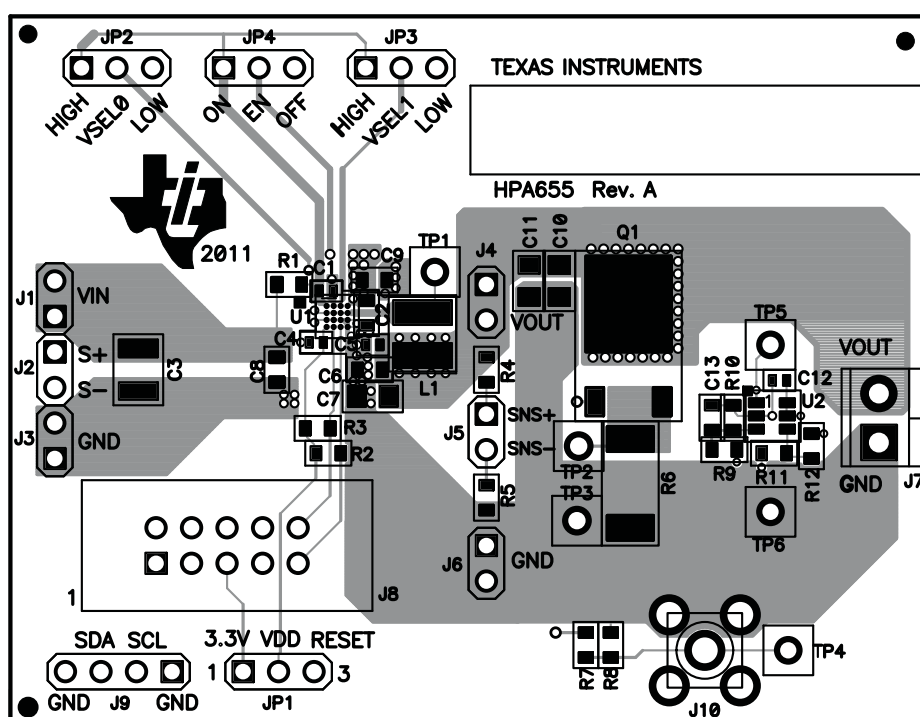 JP2 JP4 JP3
TEXAS INSTRUMENTS
HIGH VSEL0 LOW
ON EN OFF
HIGH VSEL1 LOW
HPA655 Rev. A
2011
R1 C1 C9 TP1 J4 C11 C10 Q1
J1 VIN
U1
VOUT
TP5
J2 S+
S-
C3
C8
C4
C6
C7
L1
R4
VOUT
C13 R10 C12
U2
J3 GND
R3
R2
J5 SNS+
SNS-
TP2
R6
R9 R11 R12
GND J7
R5
TP3
TP6
J6 GND
1 J8
SDA SCL
3.3V VDD RESET
1 3
GND J9 GND
JP1
R7 R8
J10
TP4